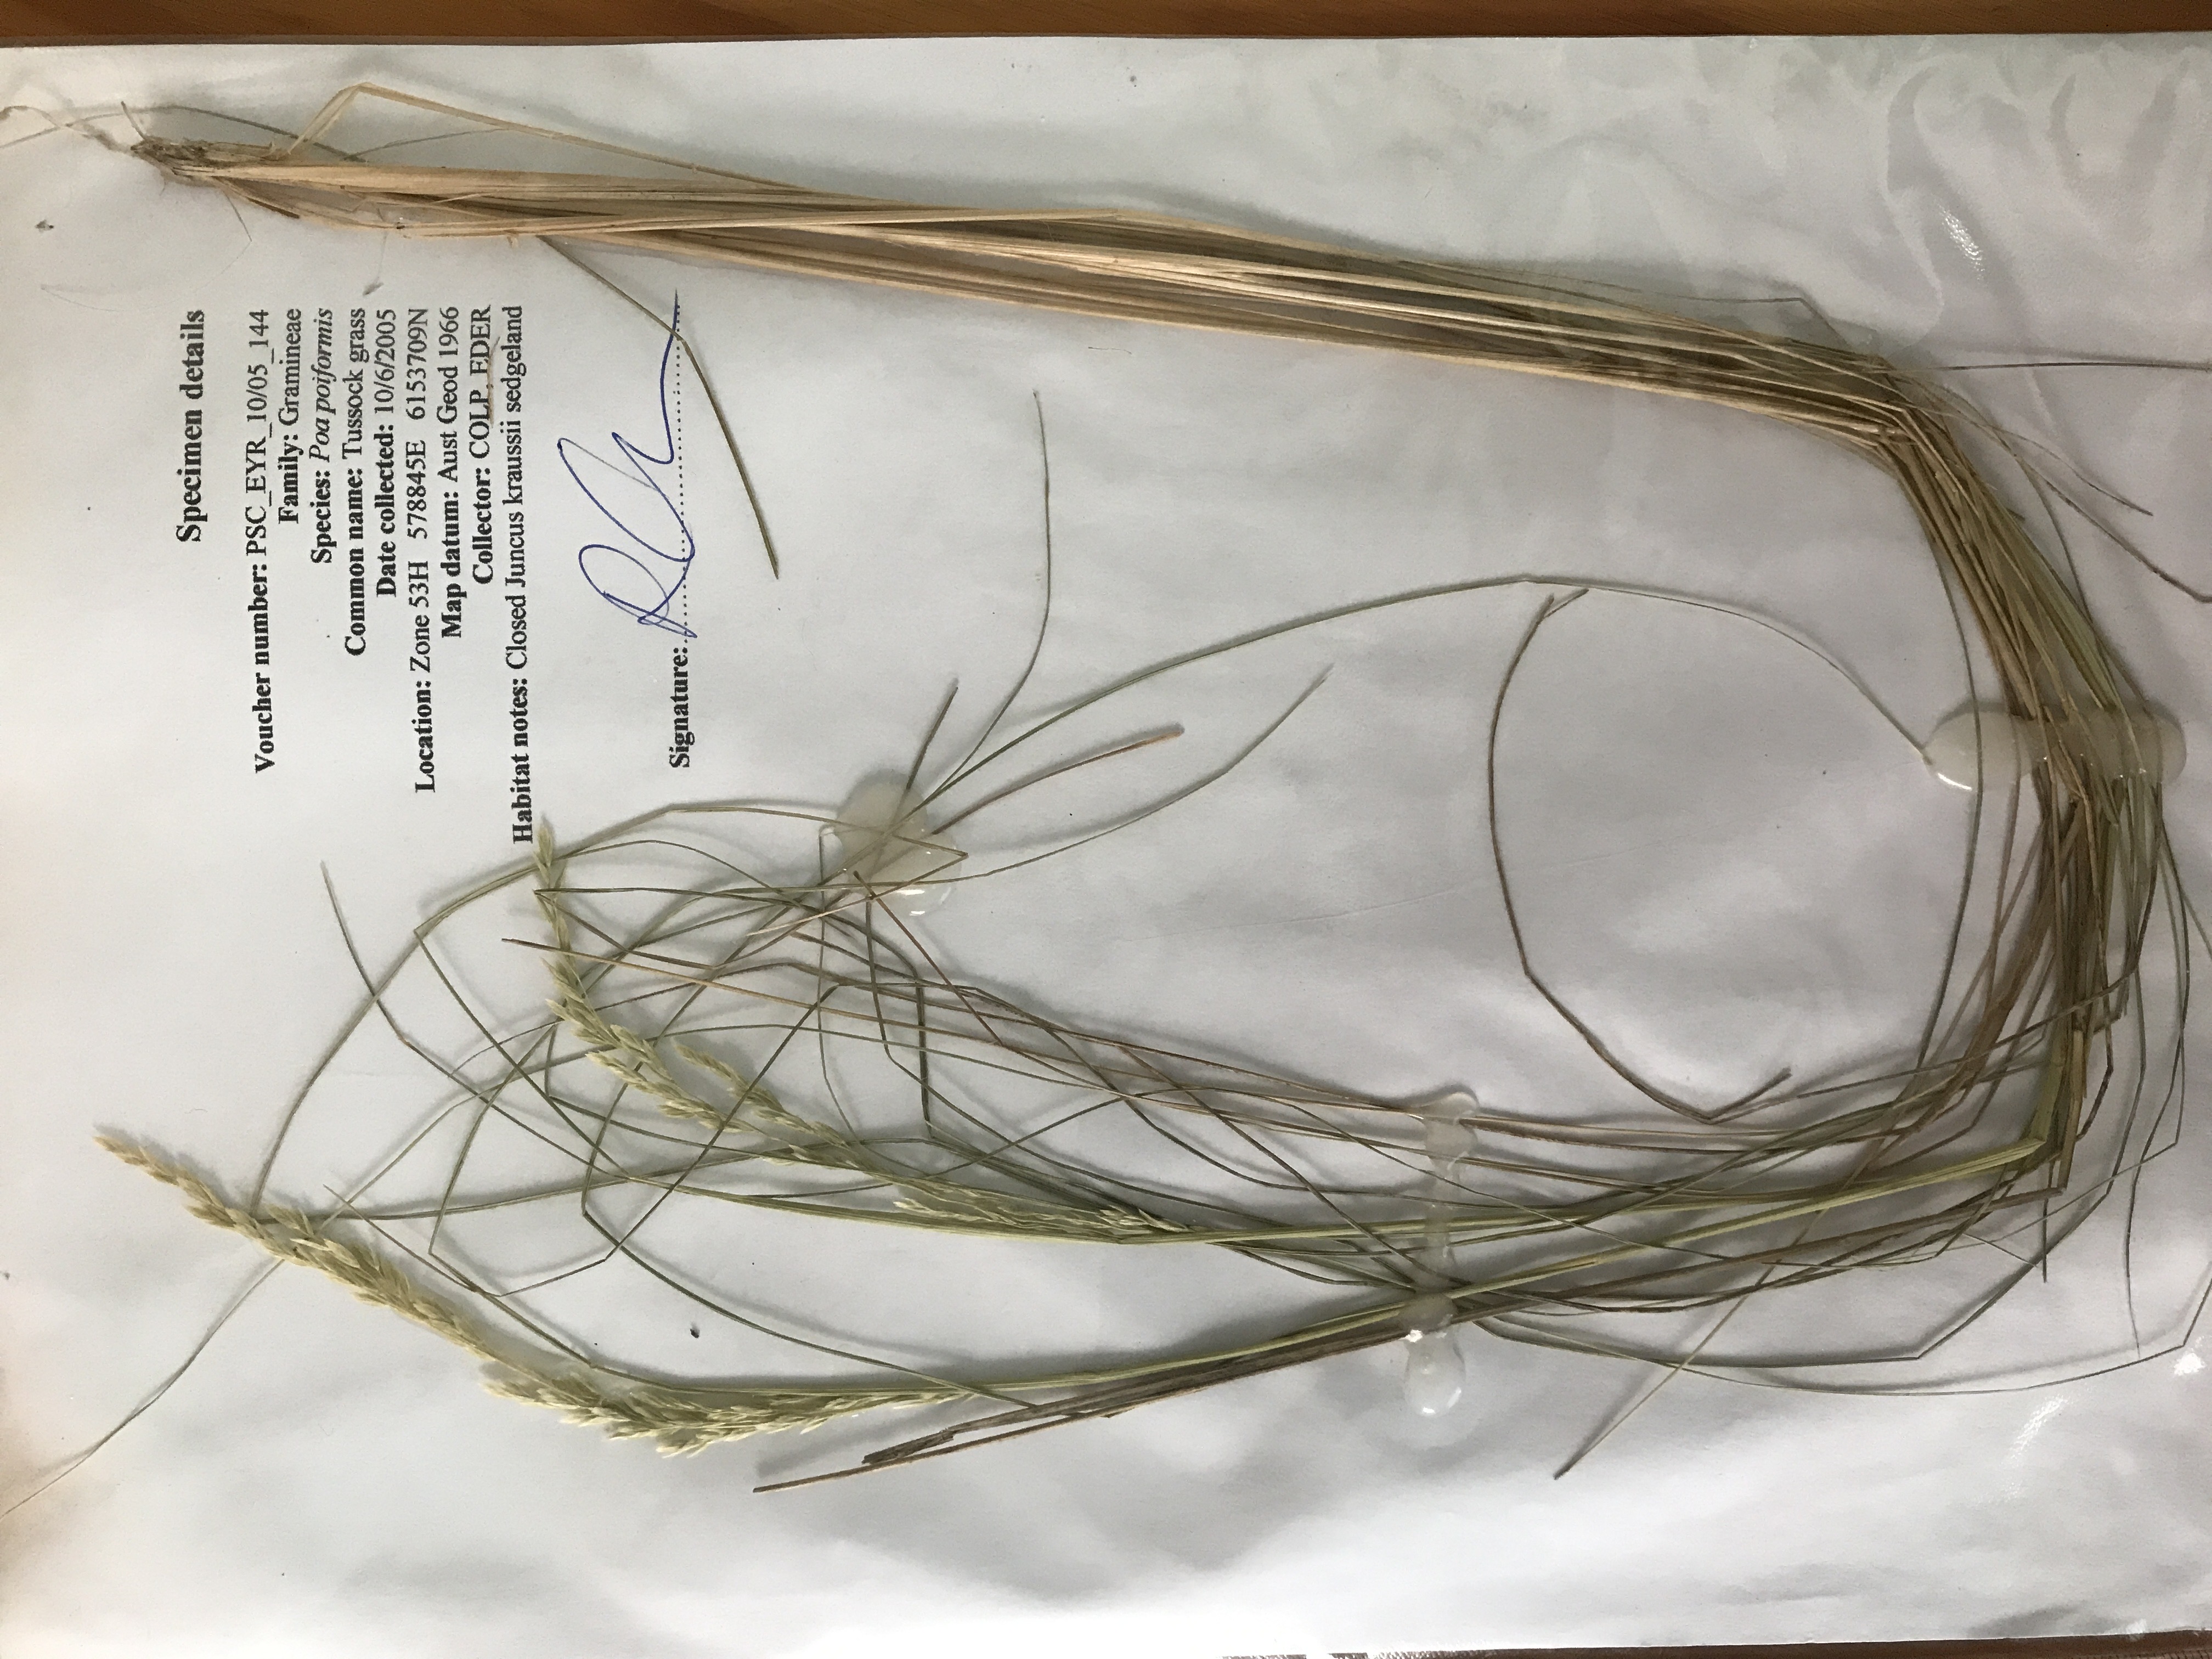 Specimen details
Voucher number: PSC_EYR_10/05_144
Family: Gramineae
Species: Poa poiformis
Common name: Tussock grass
Date collected: 10/6/2005
Location: Zone 53H 578845E 6153709N
Map datum: Aust Geod 1966
Collector: COLP. EDER
Habitat notes: Closed Juncus kraussii sedgeland
Signature: